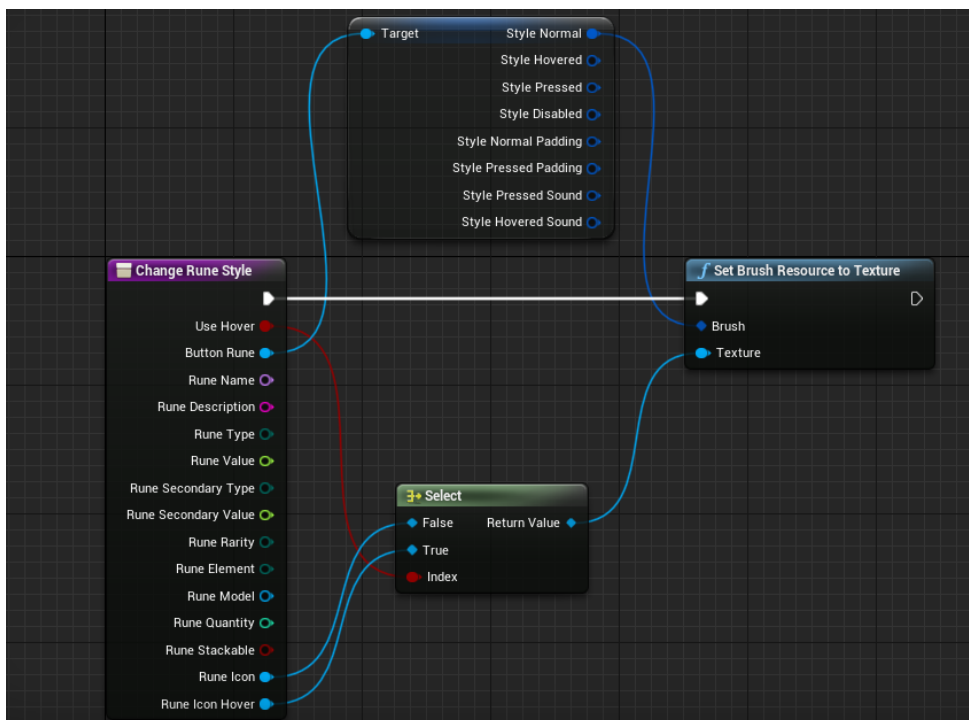 Target
Style Normal
Style Hovered
Style Pressed
Style Disabled
Style Normal Padding
Style Pressed Padding
Style Pressed Sound
Style Hovered Sound
Change Rune Style
Use Hover
Button Rune
Rune Name
Rune Description
Rune Type
Rune Value
Rune Secondary Type
Rune Secondary Value
Rune Rarity
Rune Element
Rune Model
Rune Quantity
Rune Stackable
Rune Icon
Rune Icon Hover
Select
False
Return Value
True
Index
f Set Brush Resource to Texture
Brush
Texture